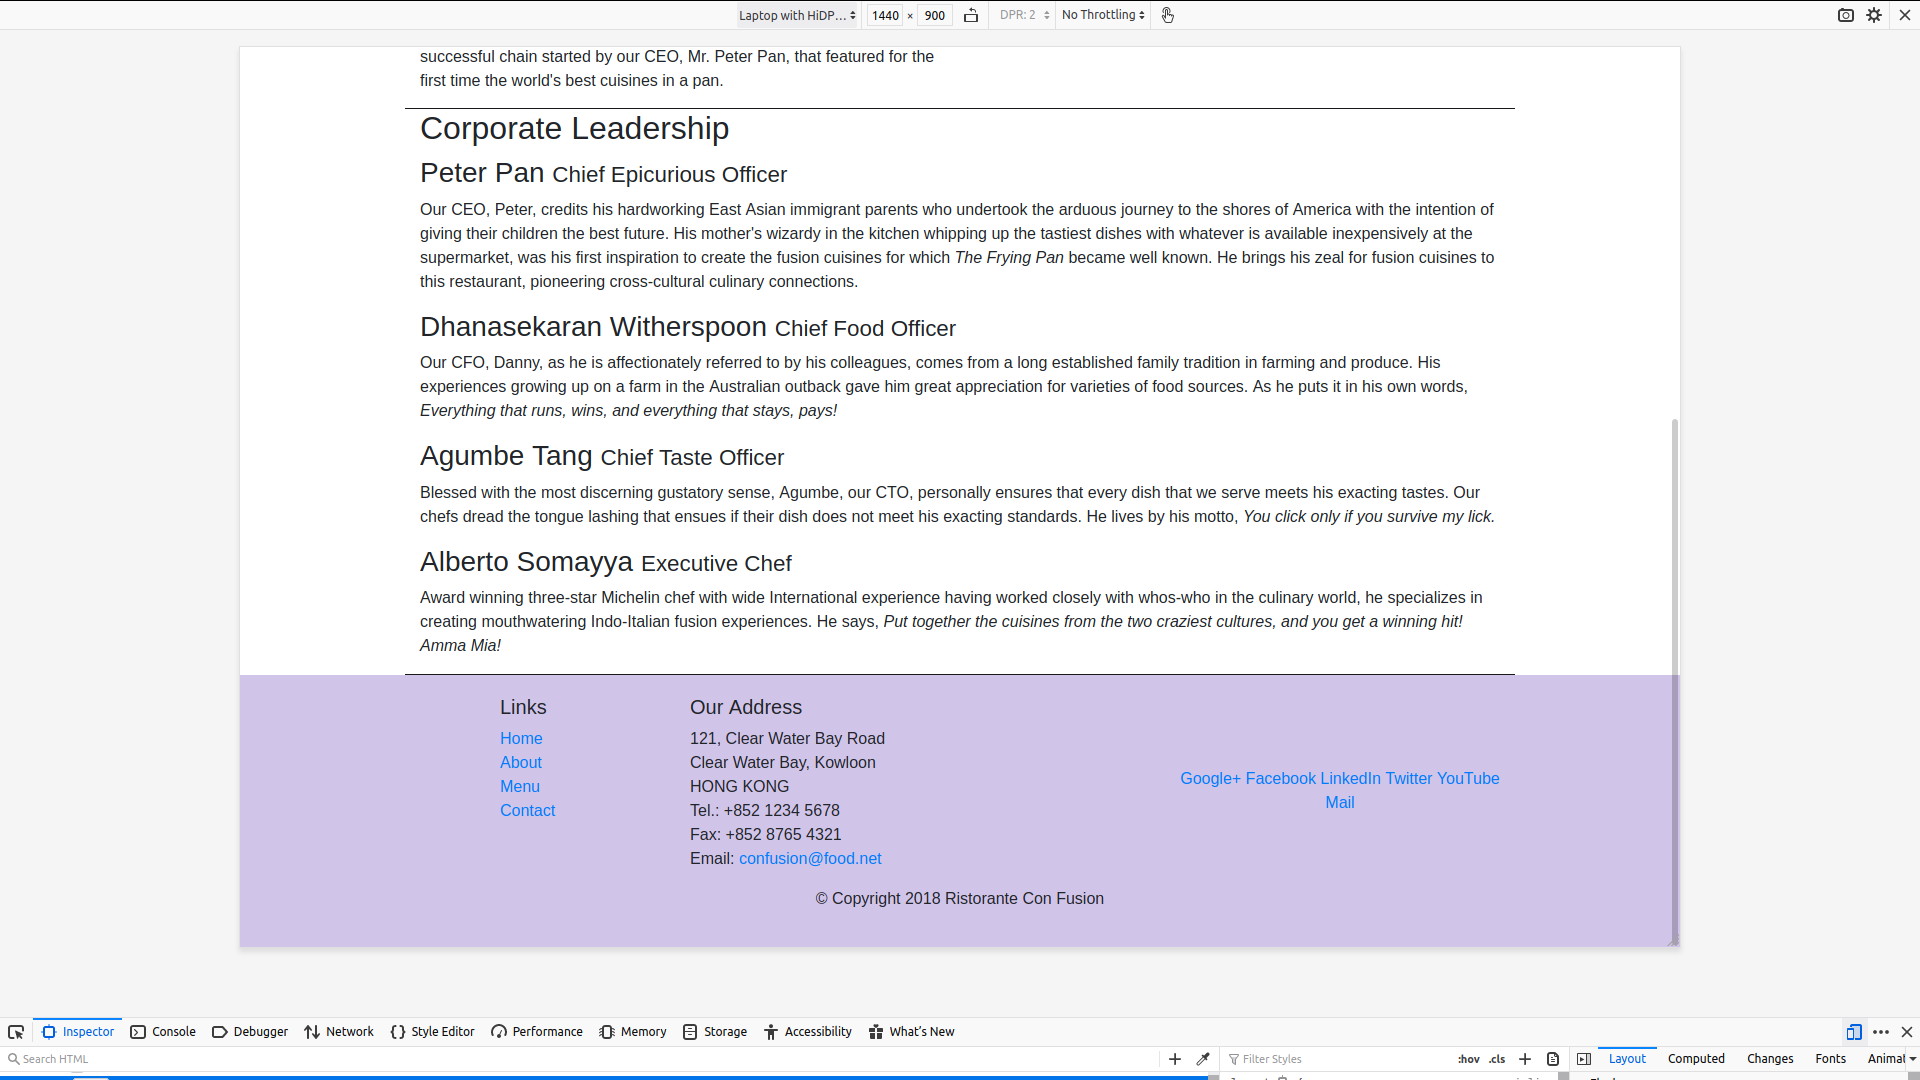 Laptop with HiDP... 1440 × 900 DPR: 2 No Throttling
successful chain started by our CEO, Mr. Peter Pan, that featured for the
first time the world's best cuisines in a pan.
Corporate Leadership
Peter Pan Chief Epicurious Officer
Our CEO, Peter, credits his hardworking East Asian immigrant parents who undertook the arduous journey to the shores of America with the intention of
giving their children the best future. His mother's wizardy in the kitchen whipping up the tastiest dishes with whatever is available inexpensively at the
supermarket, was his first inspiration to create the fusion cuisines for which The Frying Pan became well known. He brings his zeal for fusion cuisines to
this restaurant, pioneering cross-cultural culinary connections.
Dhanasekaran Witherspoon Chief Food Officer
Our CFO, Danny, as he is affectionately referred to by his colleagues, comes from a long established family tradition in farming and produce. His
experiences growing up on a farm in the Australian outback gave him great appreciation for varieties of food sources. As he puts it in his own words,
Everything that runs, wins, and everything that stays, pays!
Agumbe Tang Chief Taste Officer
Blessed with the most discerning gustatory sense, Agumbe, our CTO, personally ensures that every dish that we serve meets his exacting tastes. Our
chefs dread the tongue lashing that ensues if their dish does not meet his exacting standards. He lives by his motto, You click only if you survive my lick.
Alberto Somayya Executive Chef
Award winning three-star Michelin chef with wide International experience having worked closely with whos-who in the culinary world, he specializes in
creating mouthwatering Indo-Italian fusion experiences. He says, Put together the cuisines from the two craziest cultures, and you get a winning hit!
Amma Mia!
Links
Home
About
Menu
Contact
Our Address
121, Clear Water Bay Road
Clear Water Bay, Kowloon
HONG KONG
Tel.: +852 1234 5678
Fax: +852 8765 4321
Email: confusion@food.net
Google+ Facebook LinkedIn Twitter YouTube
Mail
© Copyright 2018 Ristorante Con Fusion
Inspector Console Debugger Network Style Editor Performance Memory Storage Accessibility What's New
Search HTML Filter Styles :hov .cls Layout Computed Changes Fonts Animat